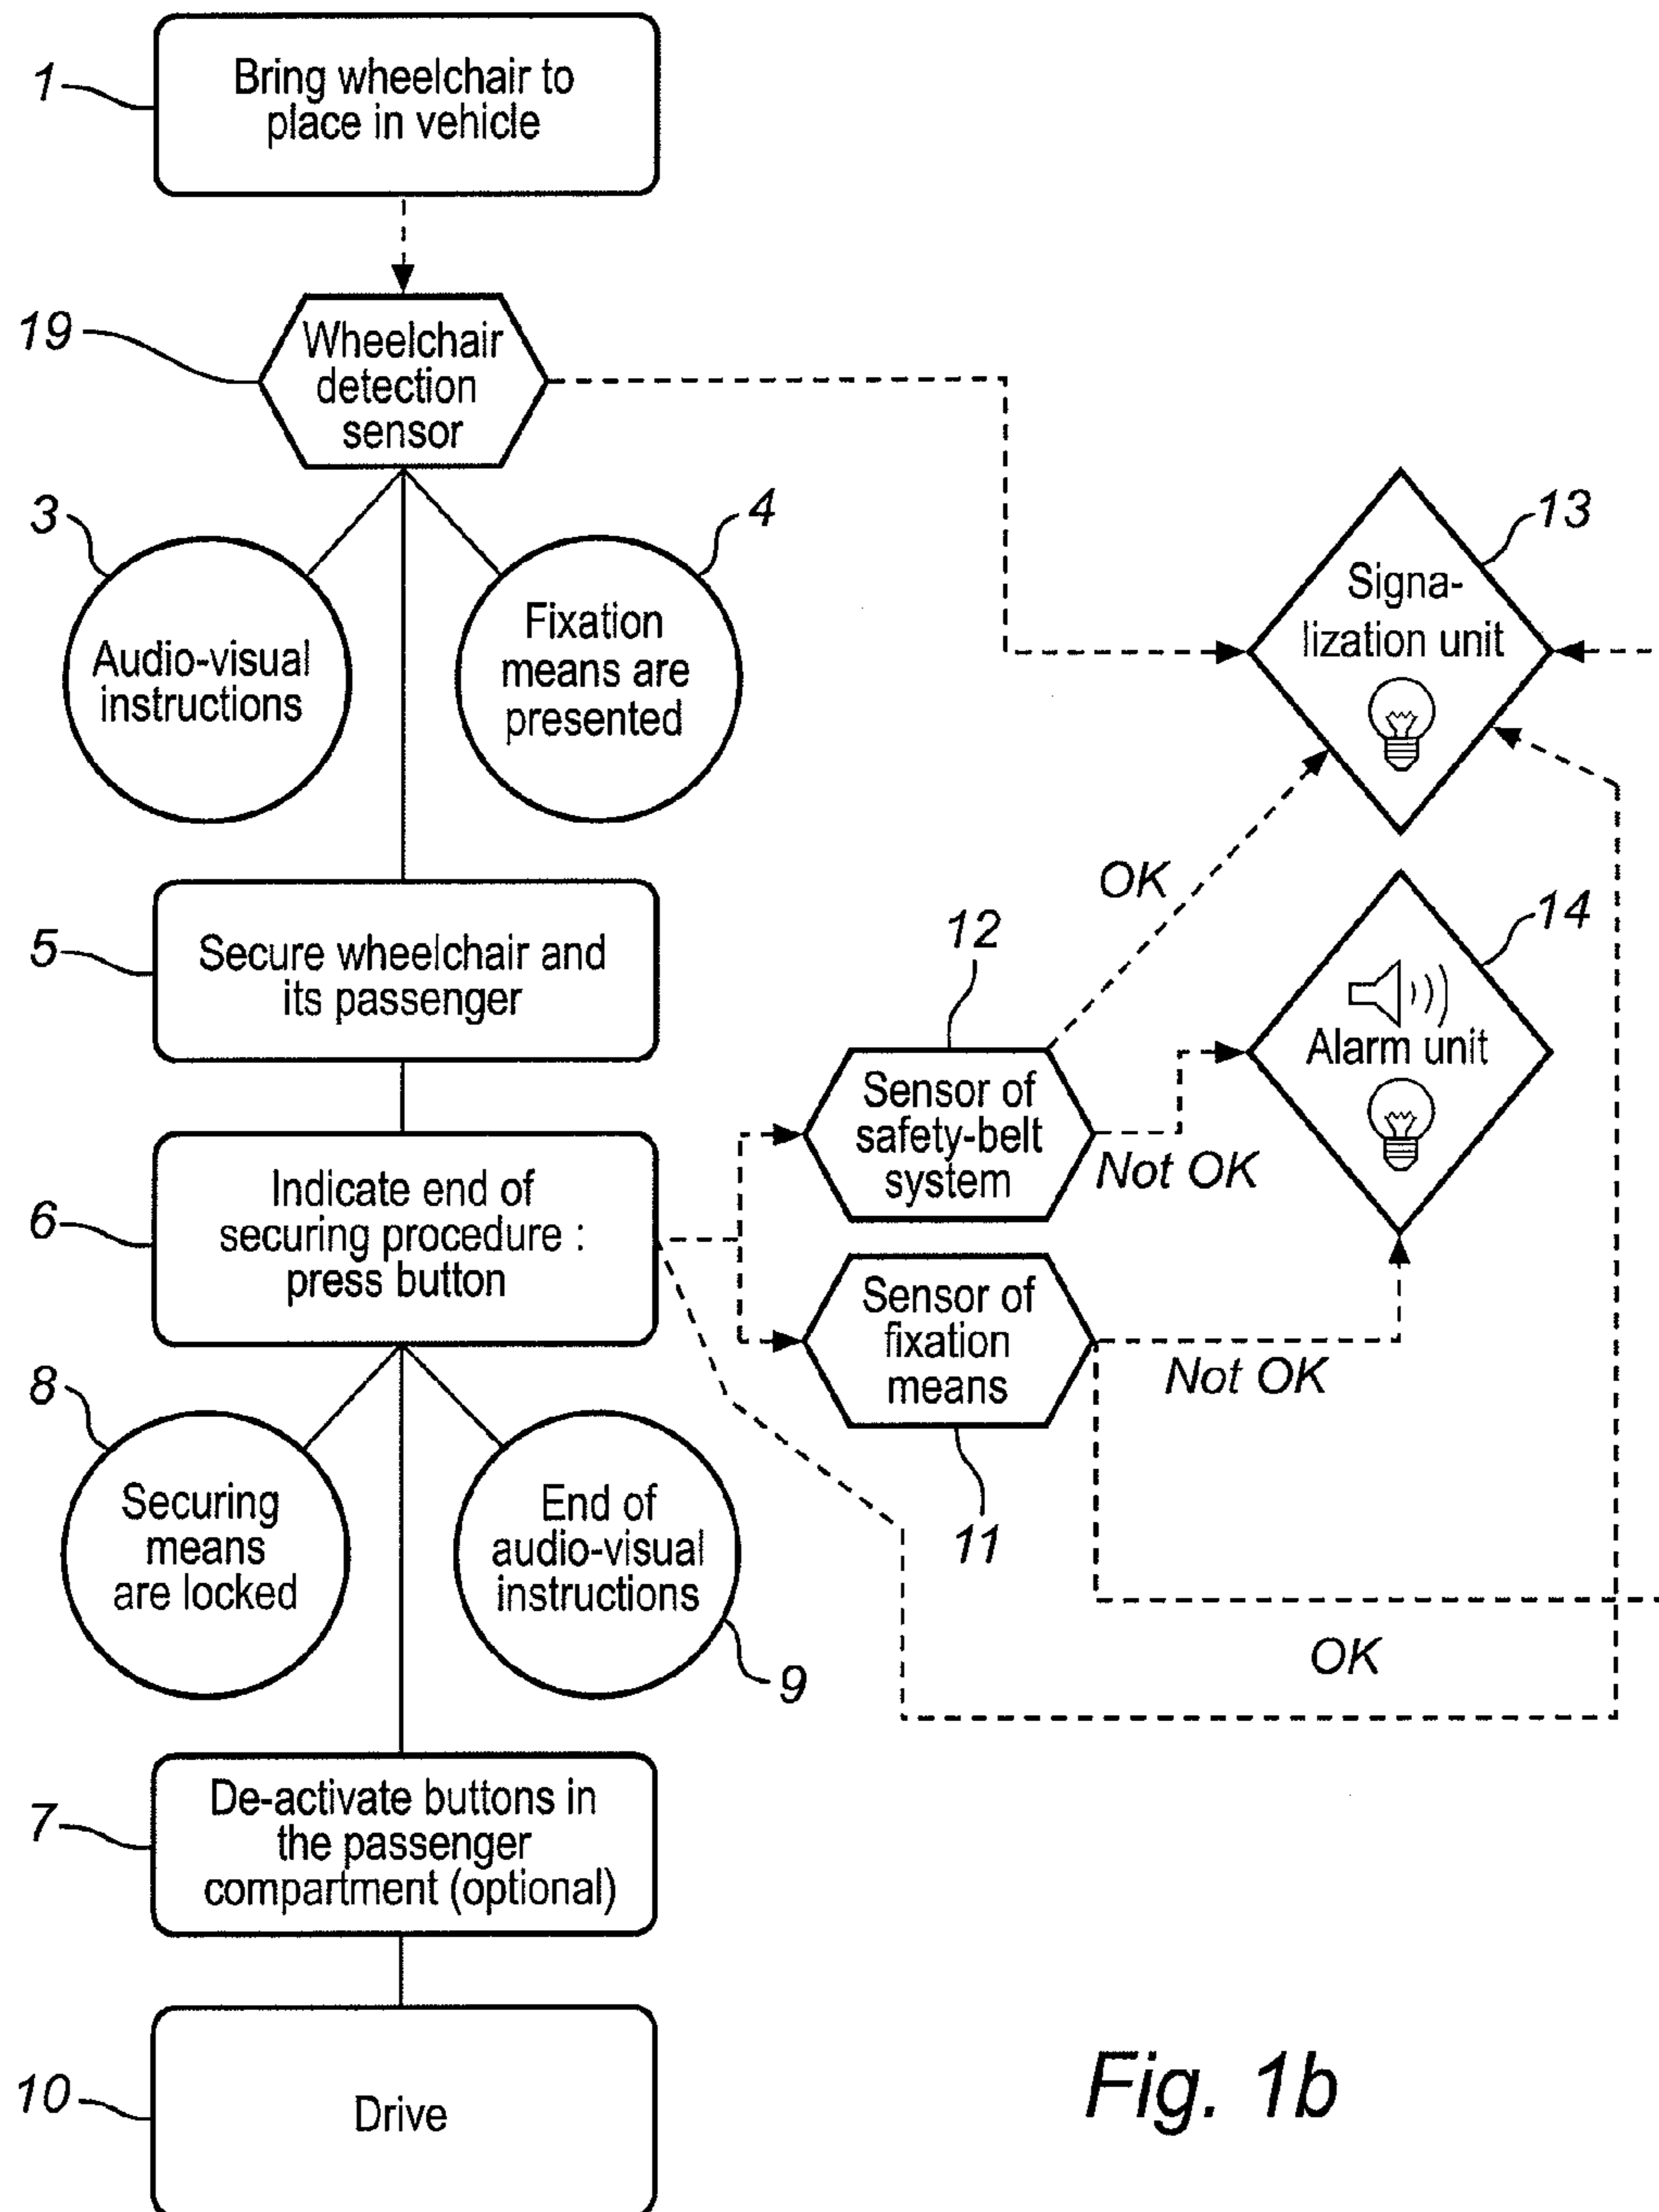 1
Bring wheelchair to
place in vehicle
19
Wheelchair
detection
sensor
3
4
13
Audio-visual
instructions
Fixation
means are
presented
Signa-
lization unit
OK
5
Secure wheelchair and
its passenger
12
14
Alarm unit
Sensor of
safety-belt
system
Not OK
6
Indicate end of
securing procedure :
press button
Sensor of
fixation
means
Not OK
11
8
Securing
means
are locked
End of
audio-visual
instructions
9
OK
7
De-activate buttons in
the passenger
compartment (optional)
10
Drive
Fig. 1b